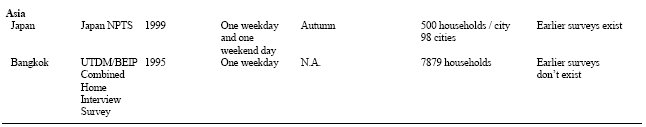 Asia
Japan Japan NPTS 1999 One weekday Autumn 500 households / city Earlier surveys exist
and one 98 cities
weekend day
Bangkok UTDM/BEIP 1995 One weekday N.A. 7879 households Earlier surveys
Combined don't exist
Home
Interview
Survey